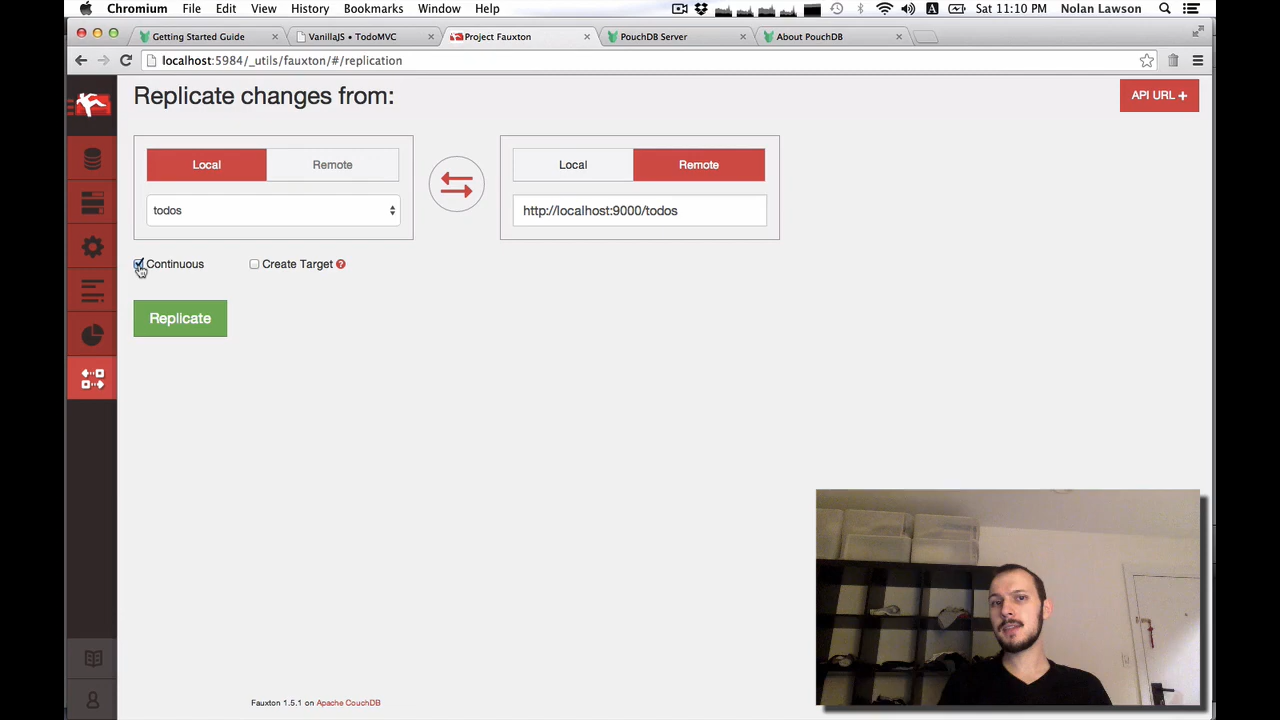 Chromium File Edit View History Bookmarks Window Help A Sat 11:10 PM Nolan Lawson
Getting Started Guide VanillaJS • TodoMVC Project Fauxton PouchDB Server About PouchDB
localhost:5984/_utils/fauxton/#/replication
Replicate changes from:
API URL +
Local Remote Local Remote
todos http://localhost:9000/todos
Continuous Create Target ?
Replicate
Fauxton 1.5.1 on Apache CouchDB